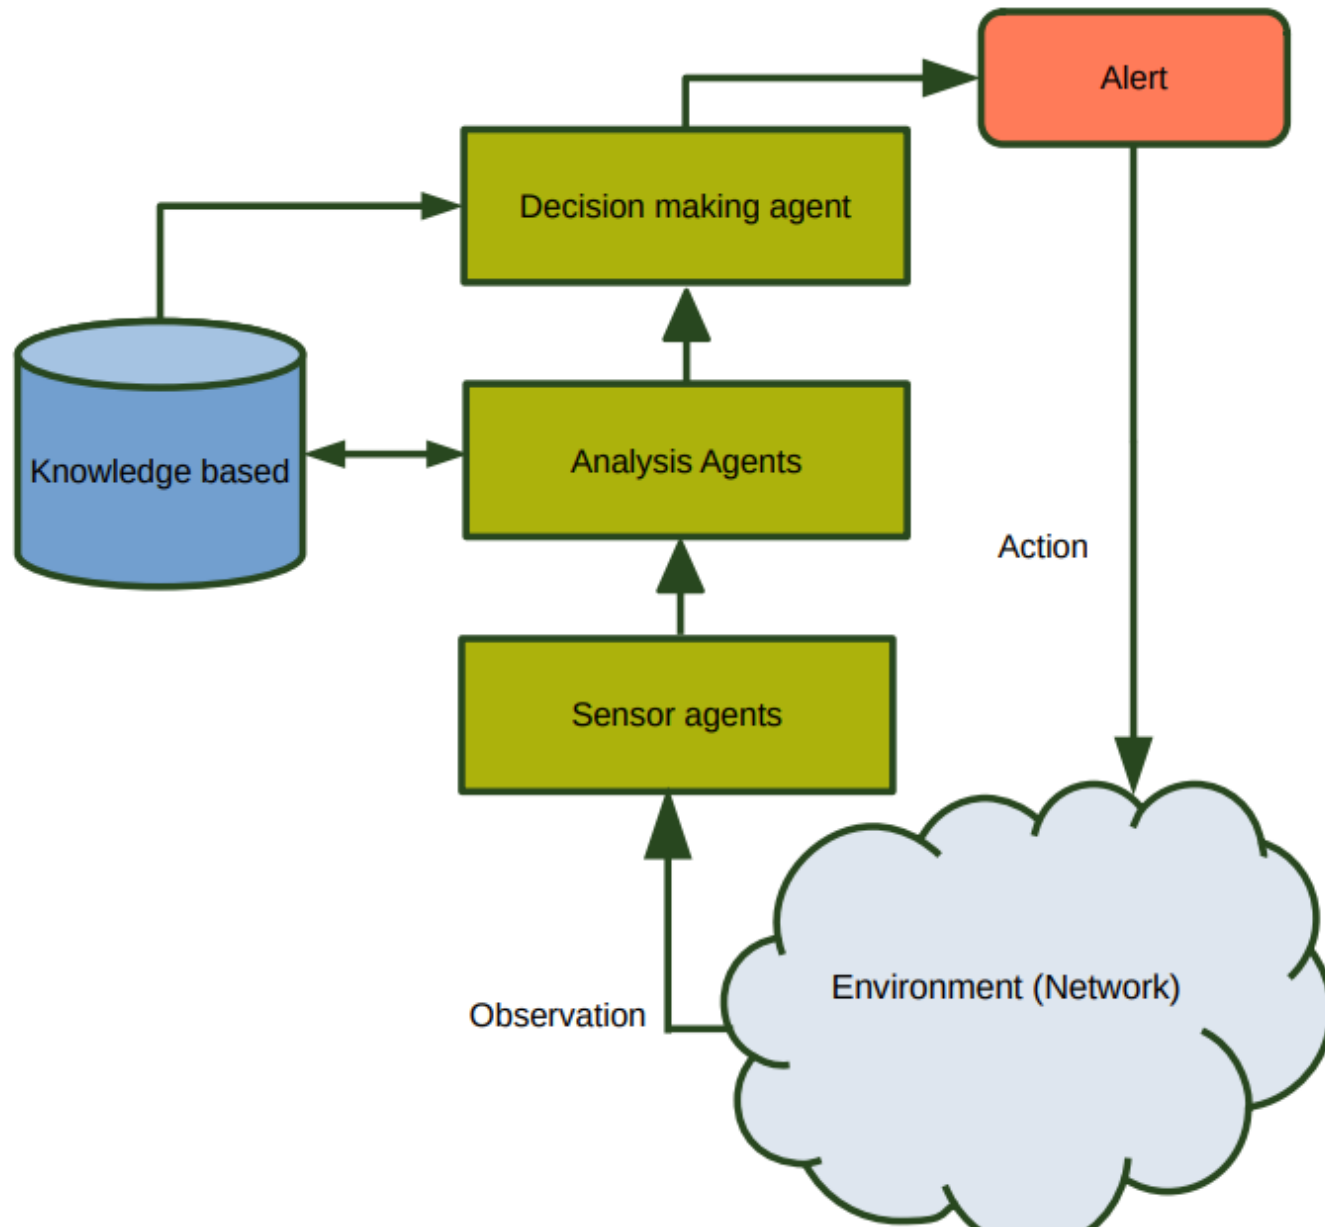 Alert
Decision making agent
Knowledge based
Analysis Agents
Action
Sensor agents
Environment (Network)
Observation